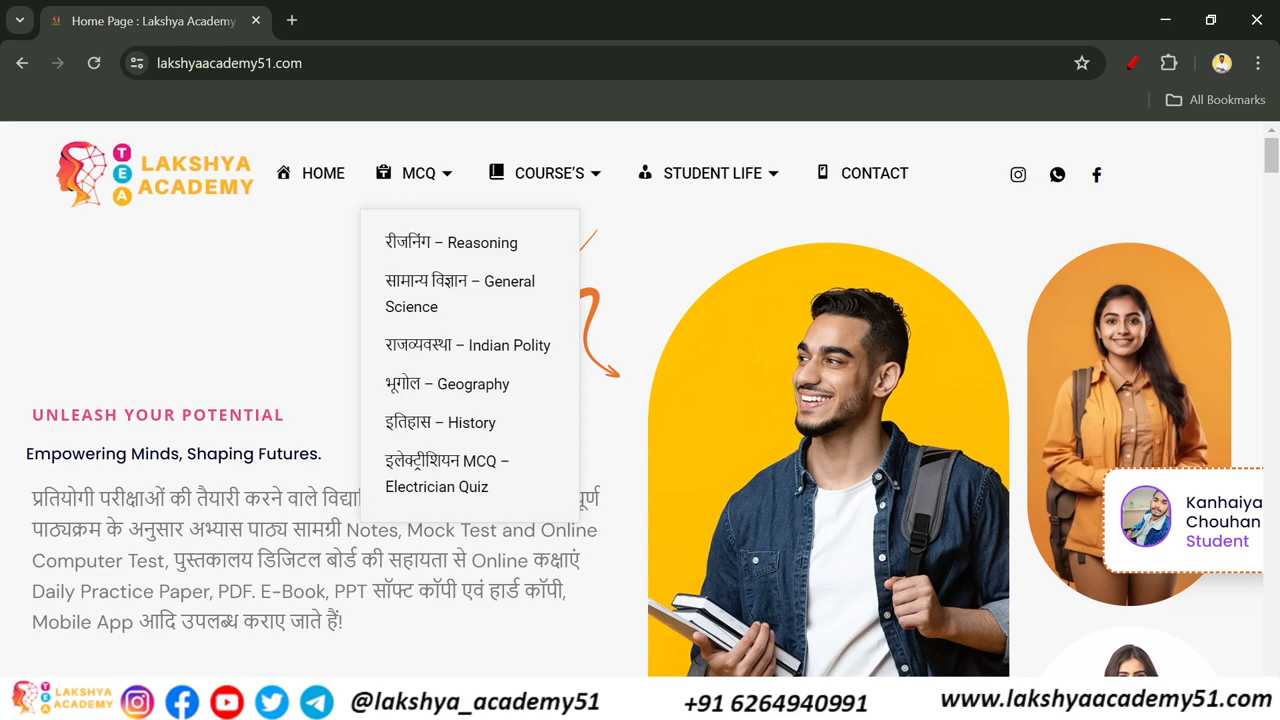 Home Page : Lakshya Academy
lakshyaacademy51.com
All Bookmarks
T E A LAKSHYA ACADEMY
HOME MCQ COURSE'S STUDENT LIFE CONTACT
रीजनिंग – Reasoning
सामान्य विज्ञान – General
Science
राजव्यवस्था – Indian Polity
भूगोल – Geography
इतिहास – History
इलेक्ट्रीशियन MCQ –
Electrician Quiz
UNLEASH YOUR POTENTIAL
Empowering Minds, Shaping Futures.
प्रतियोगी परीक्षाओं की तैयारी करने वाले
पाठ्यक्रम के अनुसार अभ्यास पाठ्य सामग्री Notes, Mock Test and Online
Computer Test, पुस्तकालय डिजिटल बोर्ड की सहायता से Online कक्षाएं
Daily Practice Paper, PDF. E-Book, PPT सॉफ्ट कॉपी एवं हार्ड कॉपी,
Mobile App आदि उपलब्ध कराए जाते हैं!
Kanhaiya
Chouhan
Student
T E A LAKSHYA ACADEMY @lakshya_academy51 +91 6264940991 www.lakshyaacademy51.com